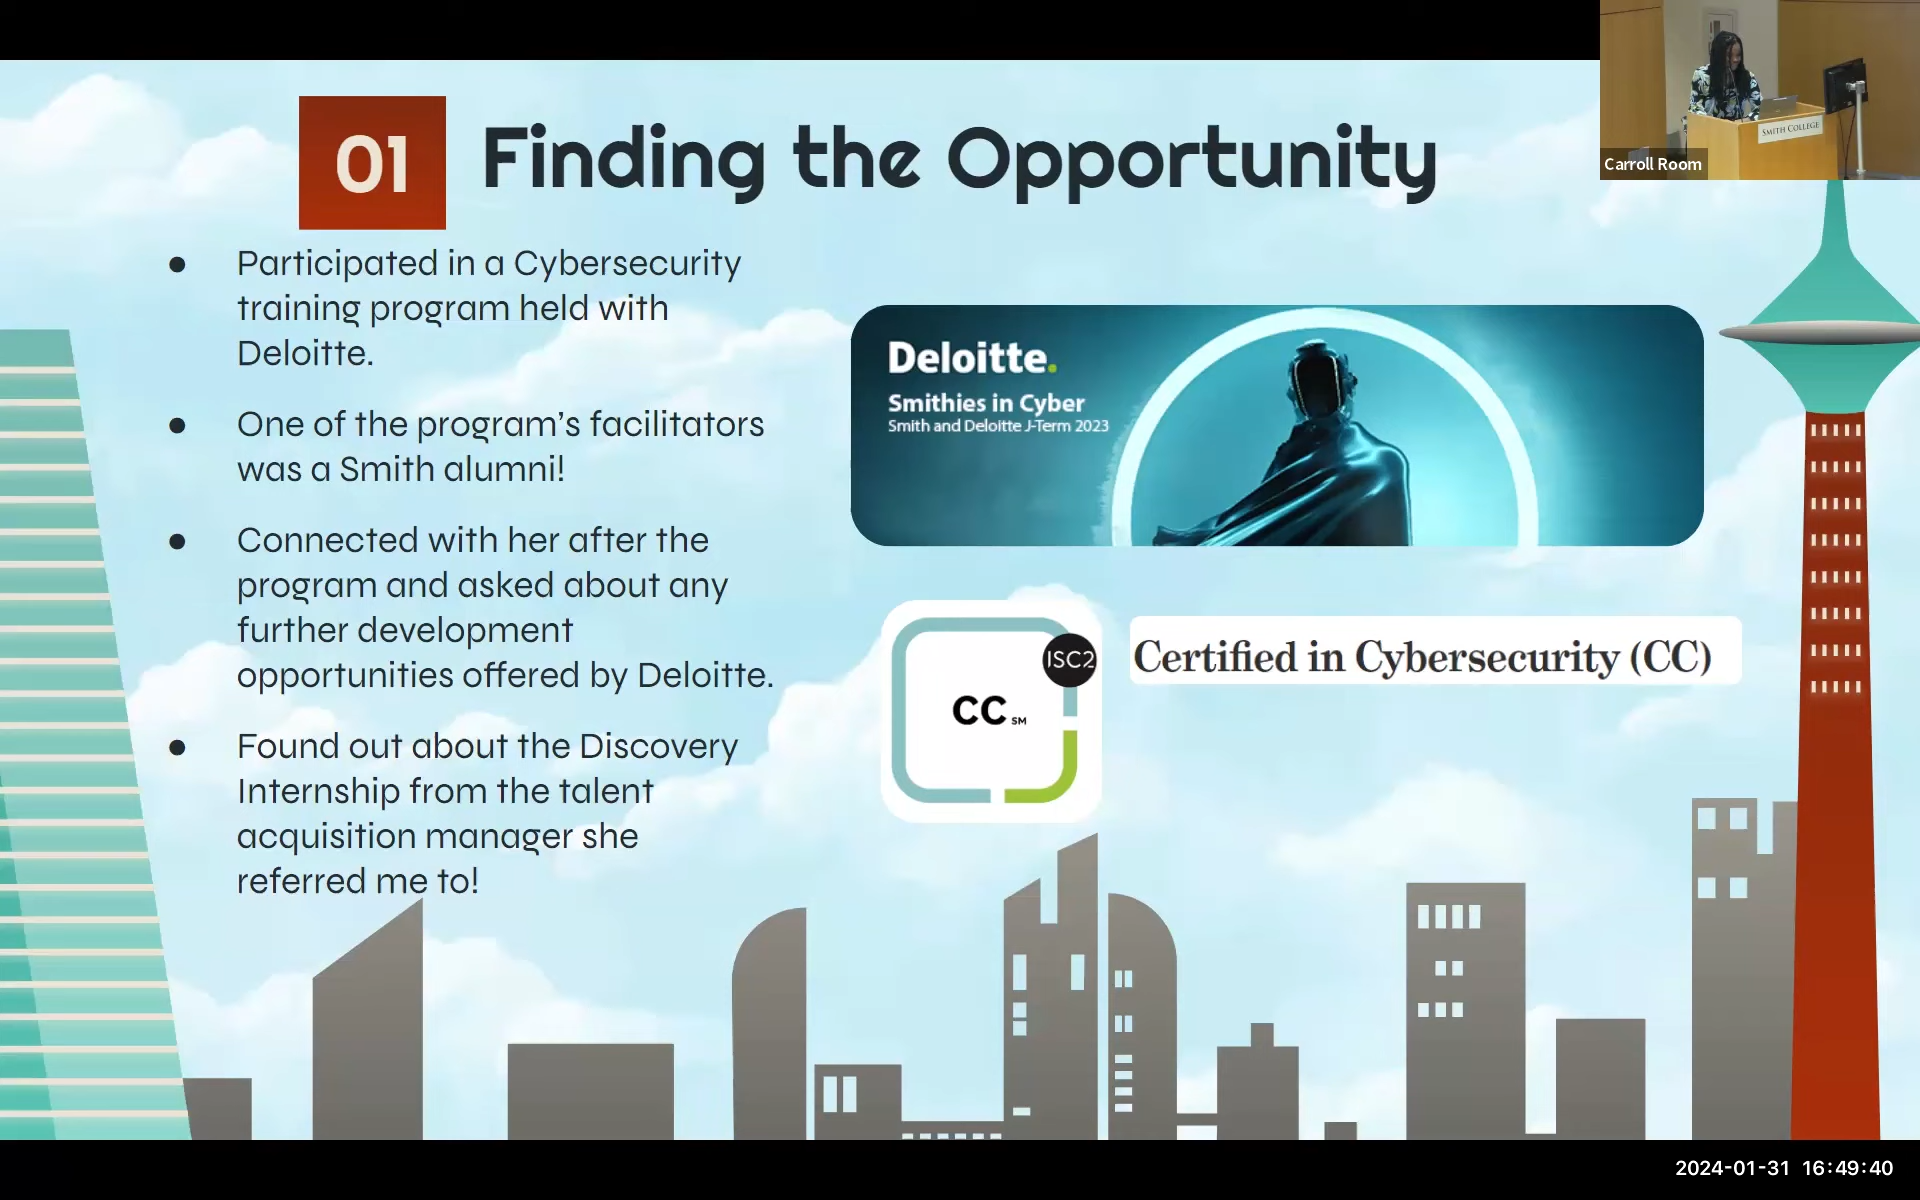 01 Finding the Opportunity
SMITH COLLEGE
Carroll Room
● Participated in a Cybersecurity
training program held with
Deloitte.
● One of the program's facilitators
was a Smith alumni!
● Connected with her after the
program and asked about any
further development
opportunities offered by Deloitte.
● Found out about the Discovery
Internship from the talent
acquisition manager she
referred me to!
Deloitte.
Smithies in Cyber
Smith and Deloitte J-Term 2023
ISC2
CC SM
Certified in Cybersecurity (CC)
2024-01-31 16:49:40